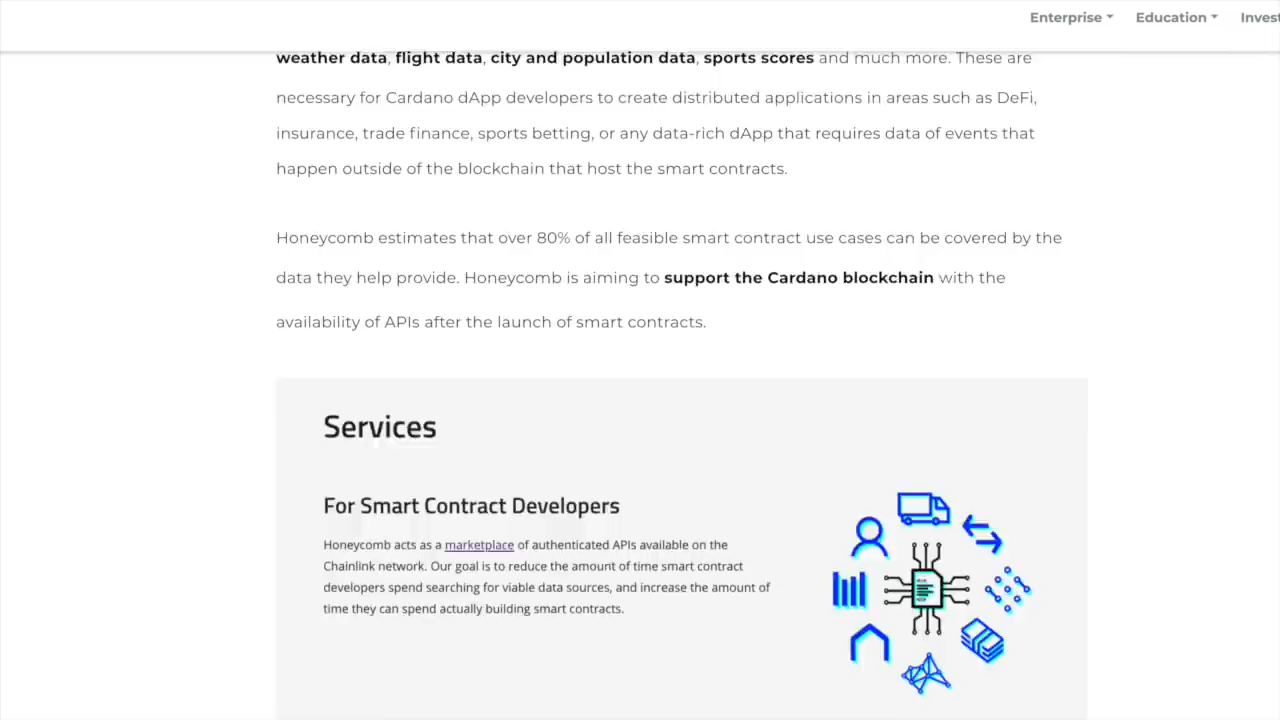 Enterprise Education Invest
weather data, flight data, city and population data, sports scores and much more. These are
necessary for Cardano dApp developers to create distributed applications in areas such as DeFi,
insurance, trade finance, sports betting, or any data-rich dApp that requires data of events that
happen outside of the blockchain that host the smart contracts.
Honeycomb estimates that over 80% of all feasible smart contract use cases can be covered by the
data they help provide. Honeycomb is aiming to support the Cardano blockchain with the
availability of APIs after the launch of smart contracts.
Services
For Smart Contract Developers
Honeycomb acts as a marketplace of authenticated APIs available on the
Chainlink network. Our goal is to reduce the amount of time smart contract
developers spend searching for viable data sources, and increase the amount of
time they can spend actually building smart contracts.